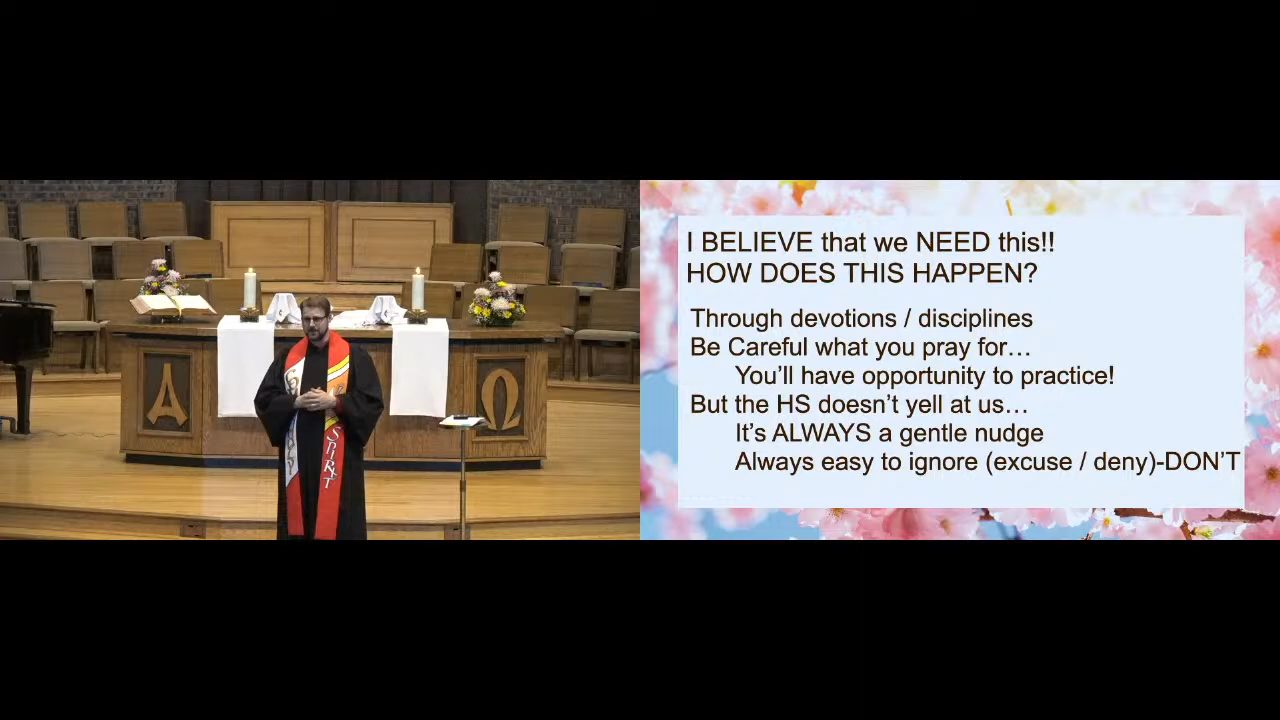 Α
Ω
COME
HOLY
SPIRIT
I BELIEVE that we NEED this!!
HOW DOES THIS HAPPEN?
Through devotions / disciplines
Be Careful what you pray for…
You'll have opportunity to practice!
But the HS doesn't yell at us…
It's ALWAYS a gentle nudge
Always easy to ignore (excuse / deny)-DON'T